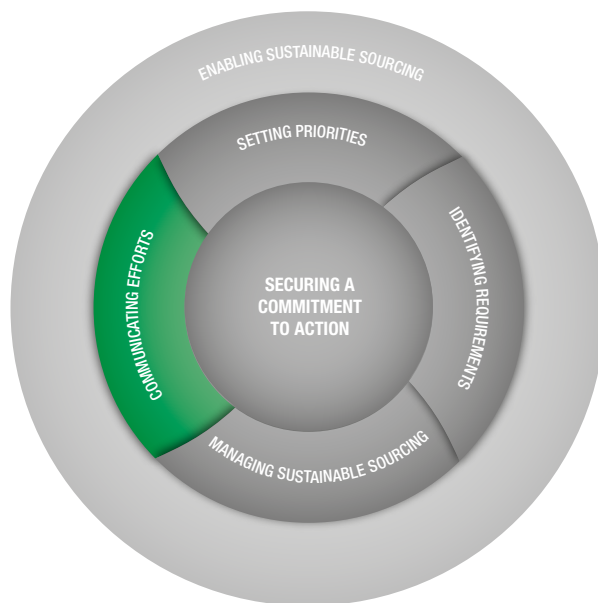 ENABLING SUSTAINABLE SOURCING
SETTING PRIORITIES
IDENTIFYING REQUIREMENTS
COMMUNICATING EFFORTS
SECURING A
COMMITMENT
TO ACTION
MANAGING SUSTAINABLE SOURCING